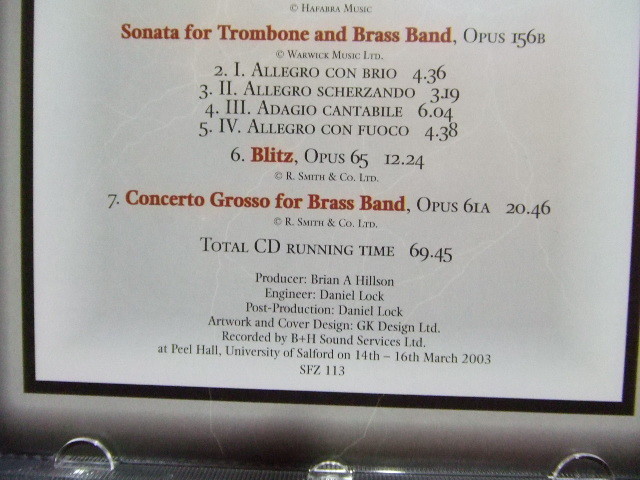 © Hafabra Music
Sonata for Trombone and Brass Band, Opus 156b
© Warwick Music Ltd.
2. I. Allegro con brio 4.36
3. II. Allegro scherzando 3.19
4. III. Adagio cantabile 6.04
5. IV. Allegro con fuoco 4.38
6. Blitz, Opus 65 12.24
© R. Smith & Co. Ltd.
7. Concerto Grosso for Brass Band, Opus 61a 20.46
© R. Smith & Co. Ltd.
Total CD running time 69.45
Producer: Brian A Hillson
Engineer: Daniel Lock
Post-Production: Daniel Lock
Artwork and Cover Design: GK Design Ltd.
Recorded by B+H Sound Services Ltd.
at Peel Hall, University of Salford on 14th – 16th March 2003
SFZ 113